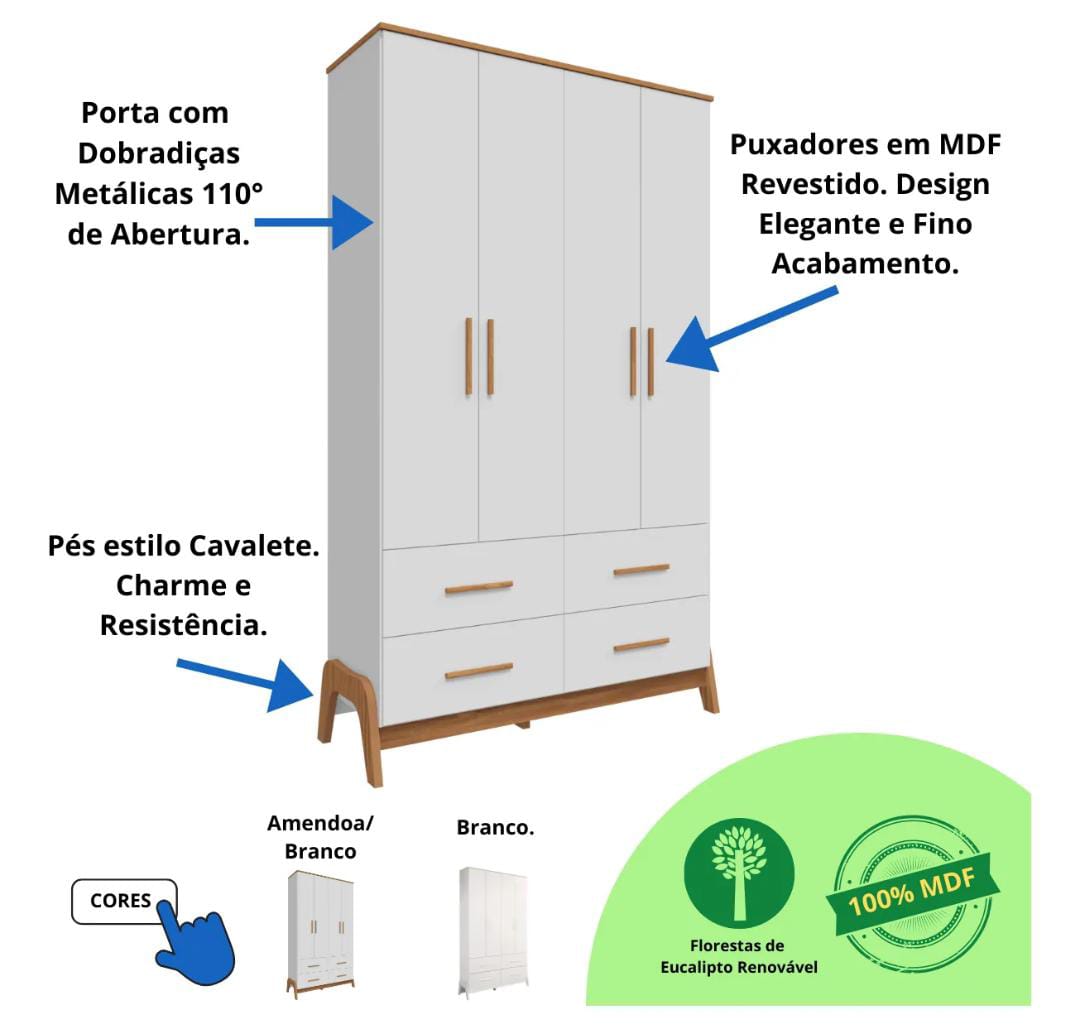 Porta com
Dobradiças
Metálicas 110°
de Abertura.
Puxadores em MDF
Revestido. Design
Elegante e Fino
Acabamento.
Pés estilo Cavalete.
Charme e
Resistência.
Amendoa/
Branco
Branco.
CORES
Florestas de
Eucalipto Renovável
100% MDF